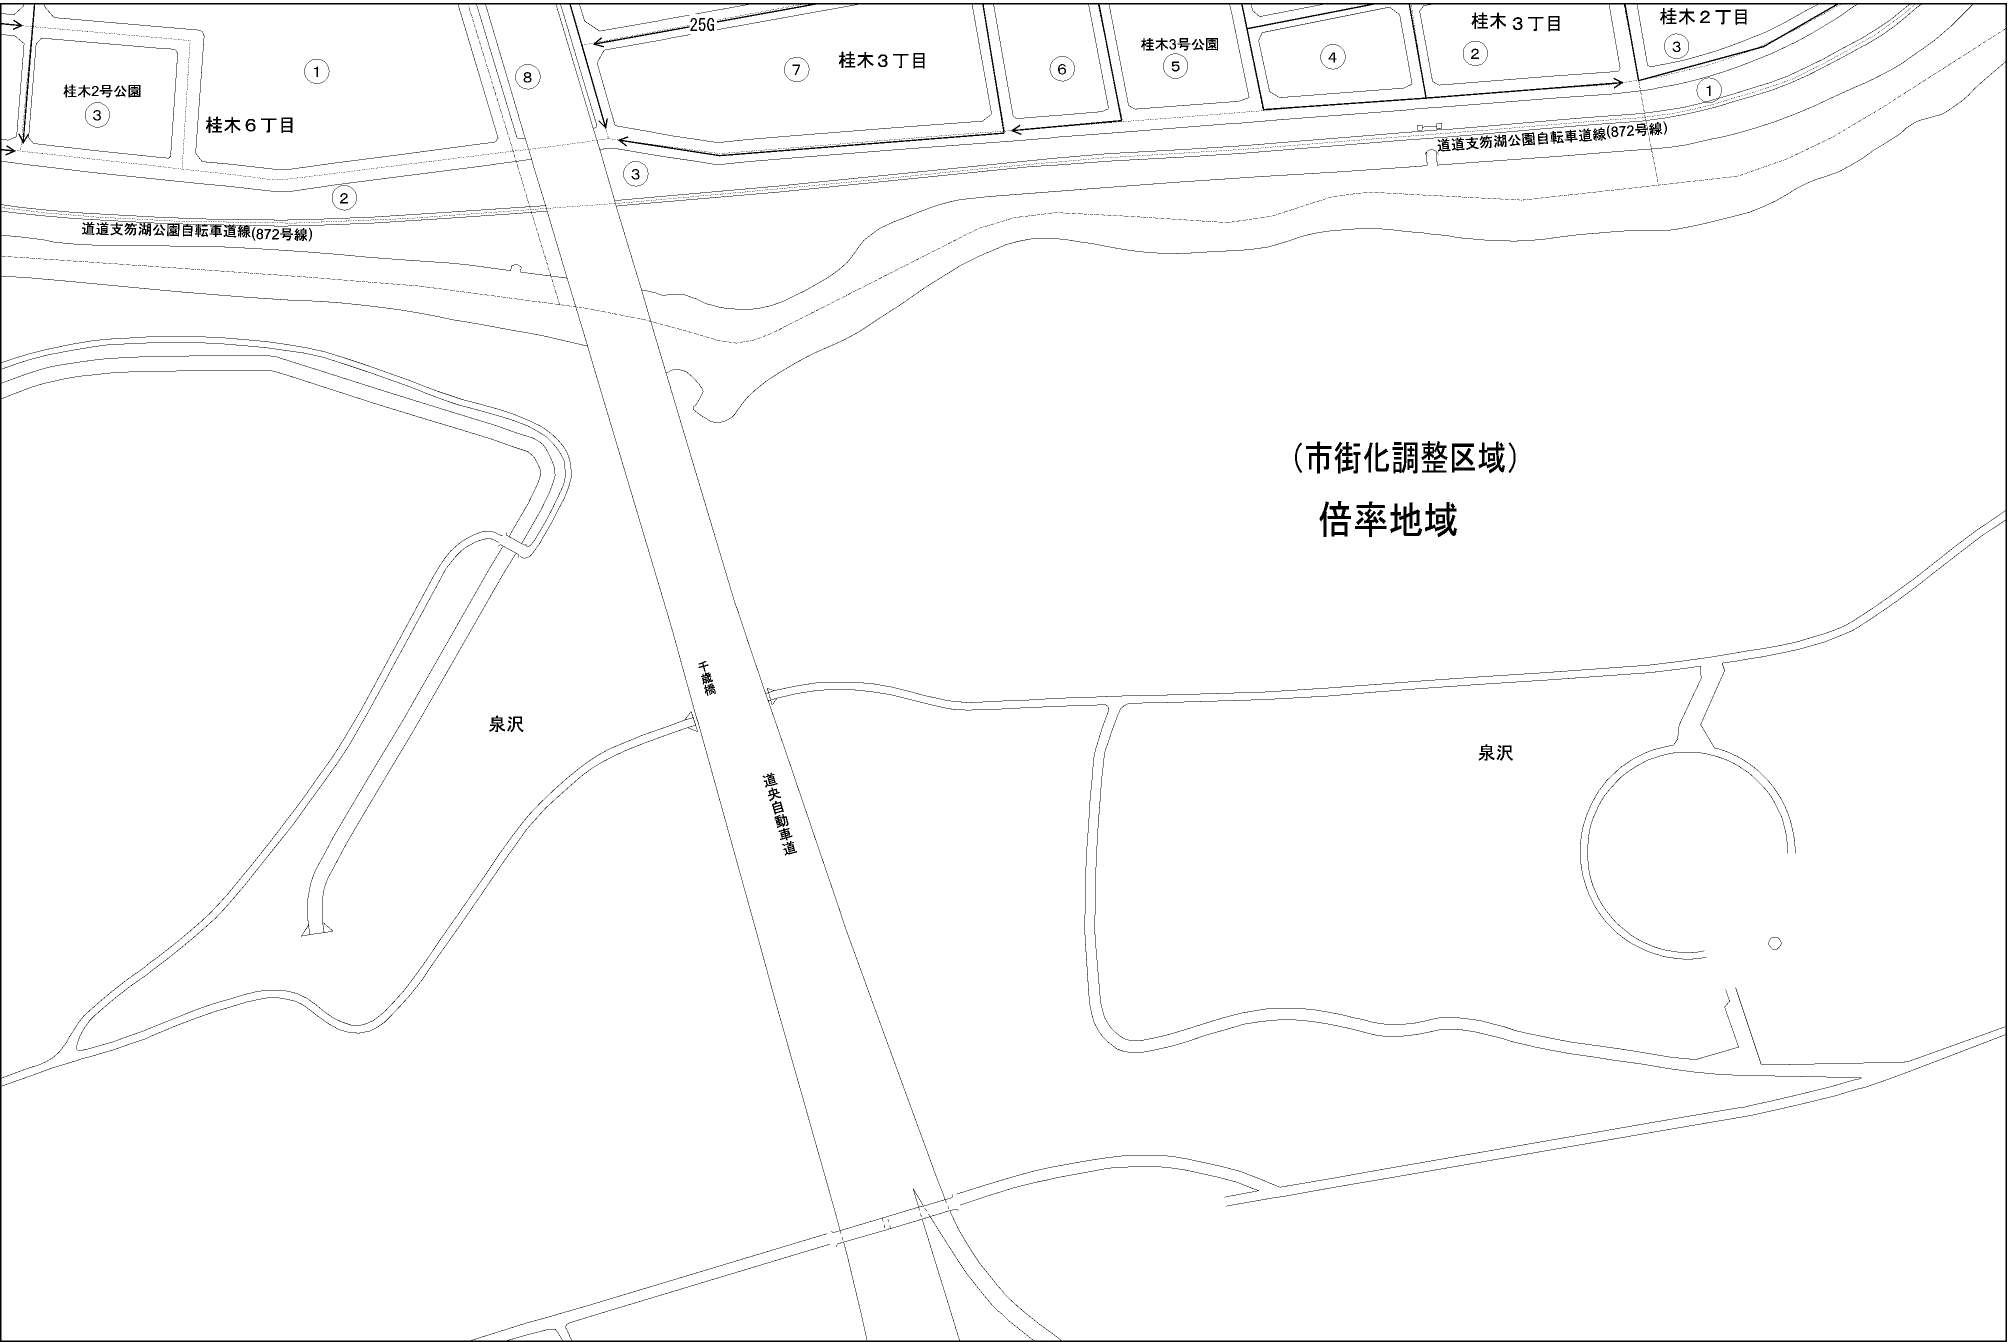 25G
桂木３丁目
桂木２丁目
③
桂木3号公園
⑤
④
②
桂木３丁目
⑦
⑥
⑧
①
桂木2号公園
③
桂木６丁目
①
道道支笏湖公園自転車道線(872号線)
③
②
道道支笏湖公園自転車道線(872号線)
（市街化調整区域）
倍率地域
千歳橋
泉沢
泉沢
道央自動車道